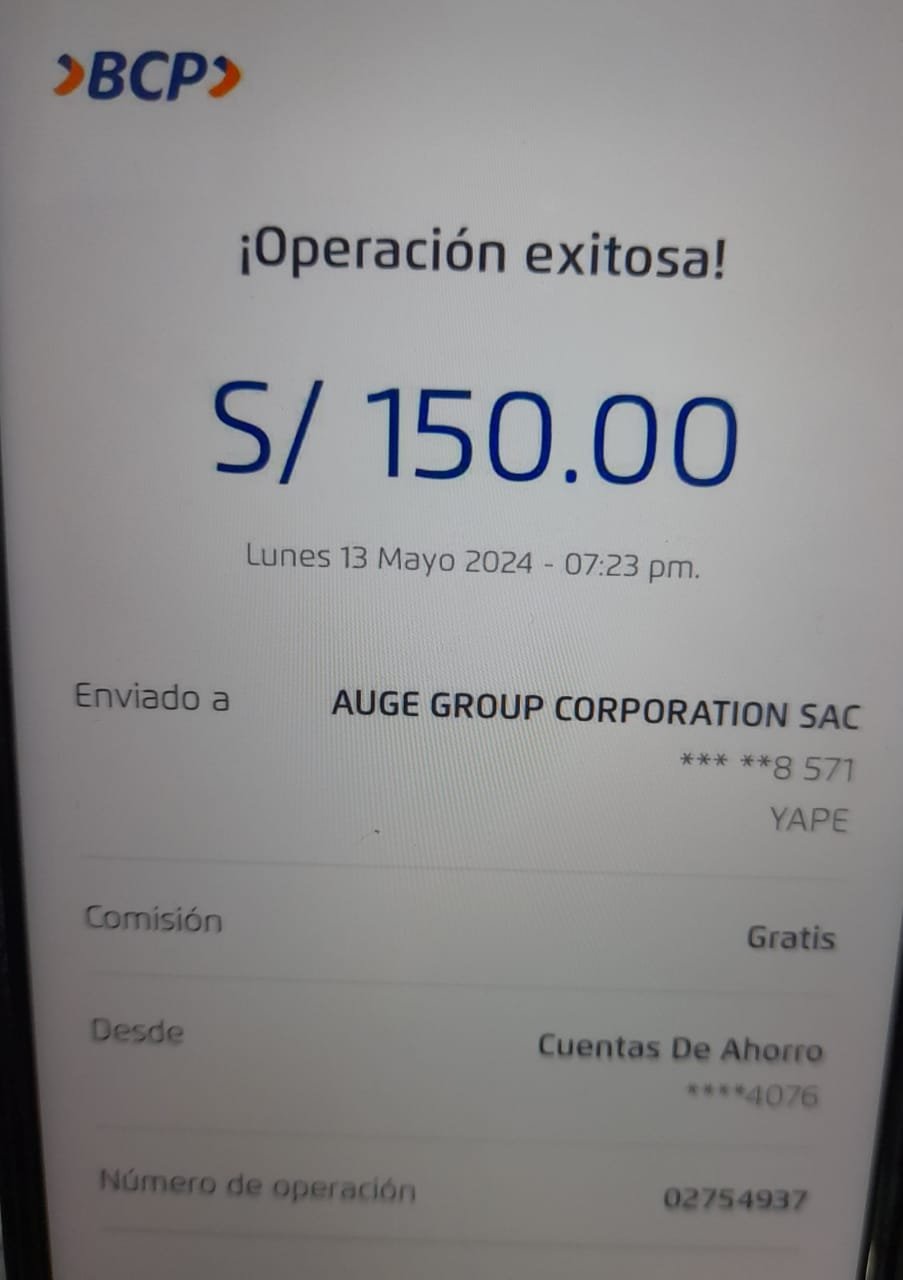 BCP
¡Operación exitosa!
S/ 150.00
Lunes 13 Mayo 2024 - 07:23 pm.
Enviado a AUGE GROUP CORPORATION SAC
*** **8 571
YAPE
Comisión Gratis
Desde Cuentas De Ahorro
****4076
Número de operación 02754937